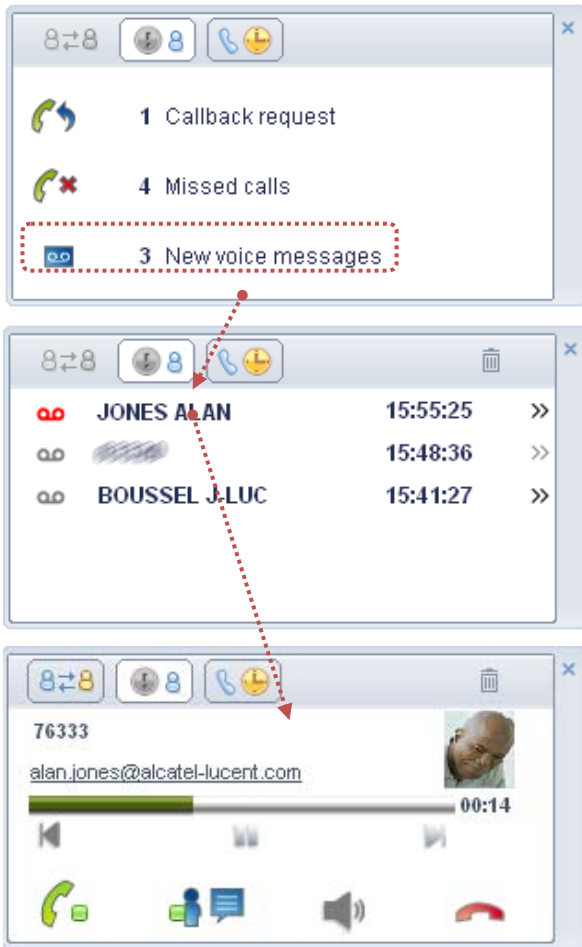 1 Callback request
4 Missed calls
3 New voice messages
JONES ALAN 15:55:25 »
15:48:36 »
BOUSSEL J-LUC 15:41:27 »
76333
alan.jones@alcatel-lucent.com
00:14